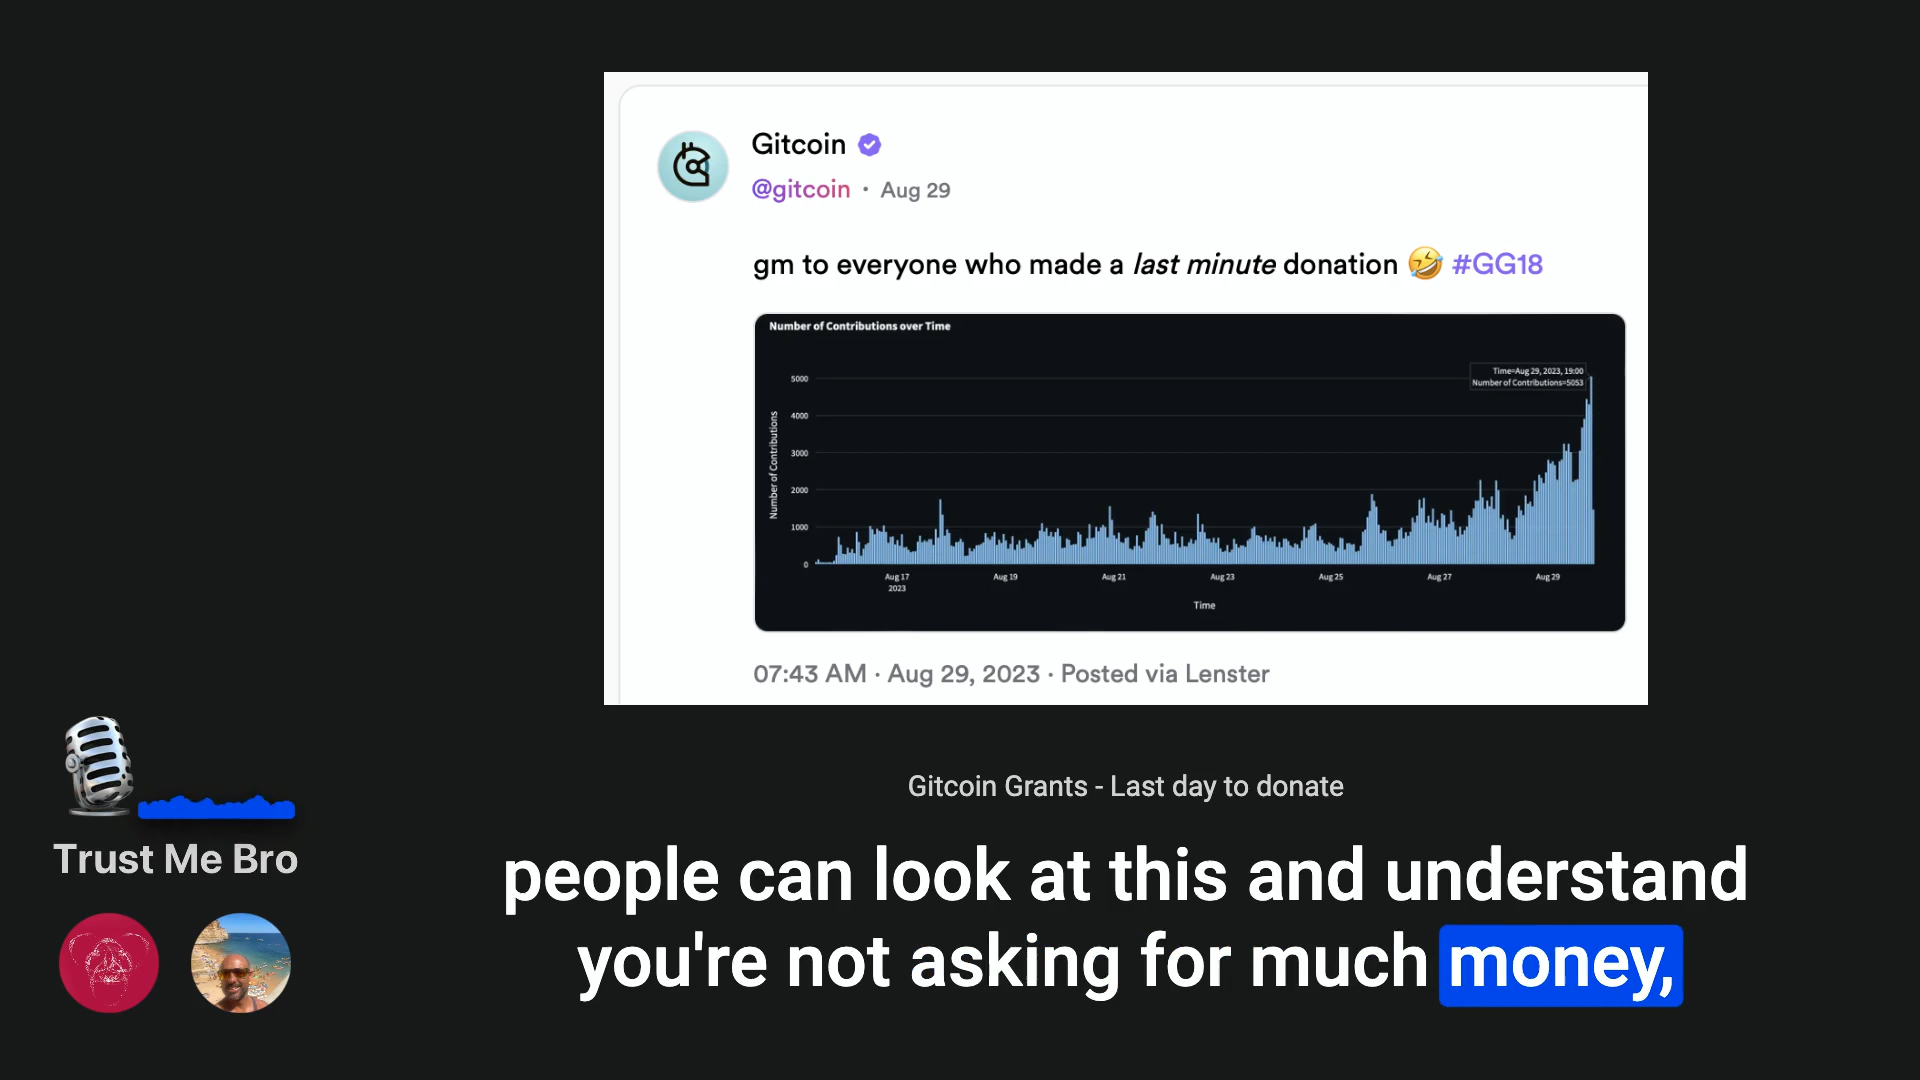 Gitcoin
@gitcoin · Aug 29
gm to everyone who made a last minute donation 🤣 #GG18
Number of Contributions over Time
Time=Aug 29, 2023, 19:00
Number of Contributions=5053
5000
4000
3000
2000
1000
0
Number of Contributions
Aug 17
2023
Aug 19
Aug 21
Aug 23
Aug 25
Aug 27
Aug 29
Time
07:43 AM · Aug 29, 2023 · Posted via Lenster
Gitcoin Grants - Last day to donate
Trust Me Bro
people can look at this and understand
you're not asking for much money,